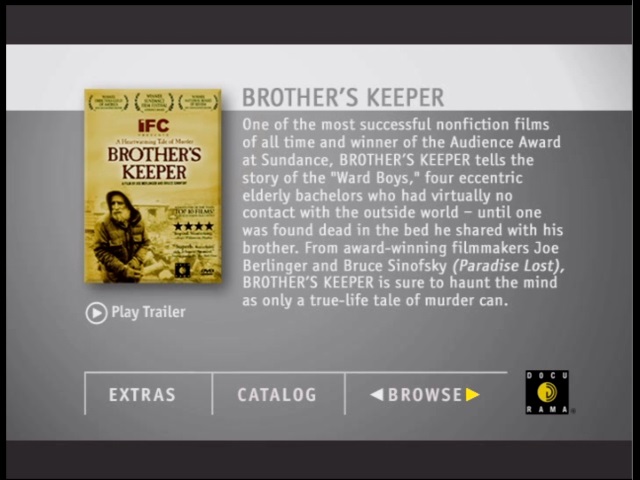 BROTHER'S KEEPER
One of the most successful nonfiction films
of all time and winner of the Audience Award
at Sundance, BROTHER'S KEEPER tells the
story of the "Ward Boys," four eccentric
elderly bachelors who had virtually no
contact with the outside world – until one
was found dead in the bed he shared with his
brother. From award-winning filmmakers Joe
Berlinger and Bruce Sinofsky (Paradise Lost),
BROTHER'S KEEPER is sure to haunt the mind
as only a true-life tale of murder can.
IFC
A Heartwarming Tale of Murder
BROTHER'S
KEEPER
Play Trailer
EXTRAS
CATALOG
BROWSE
DOCU
RAMA